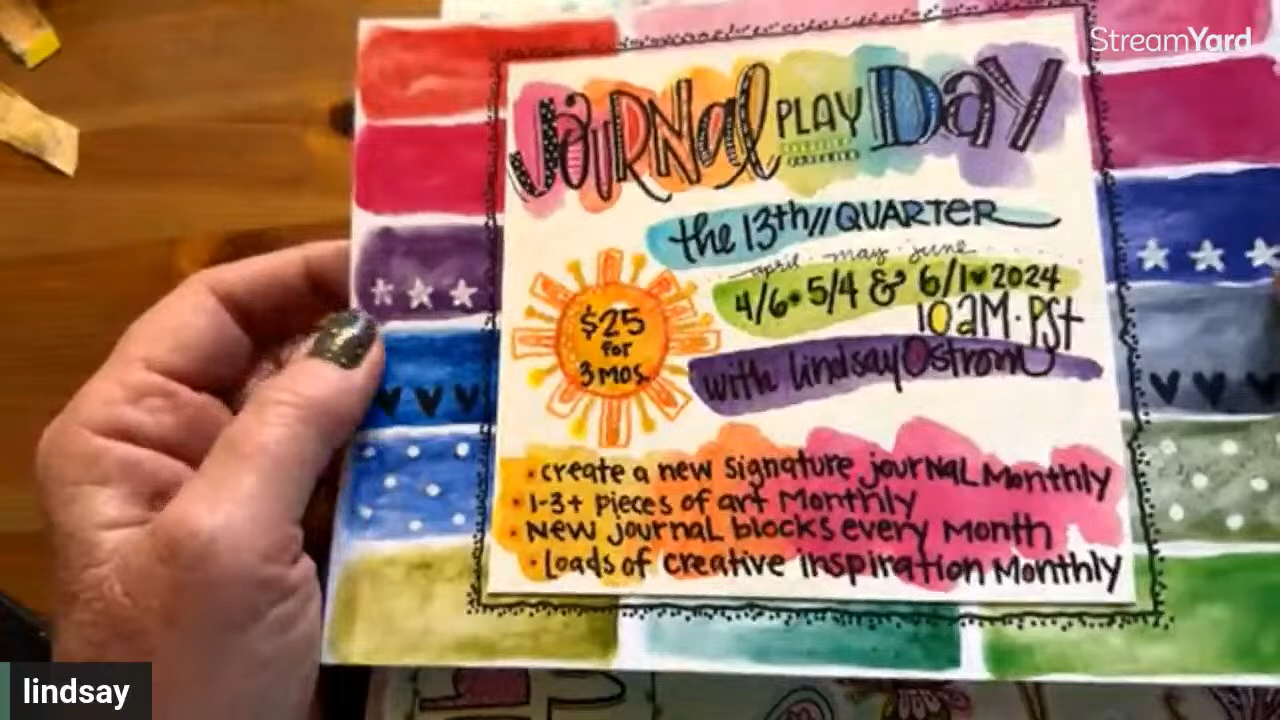 StreamYard
JOURNal PLAY DaY
the 13th//QUARTER
april · may · june
4/6 • 5/4 & 6/1 ♥ 2024
10am · PSt
with lindsay Ostrom
$25
for
3 mos.
• create a new signature journal Monthly
• 1-3+ pieces of art Monthly
• New journal blocks every Month
• Loads of creative inspiration Monthly
lindsay